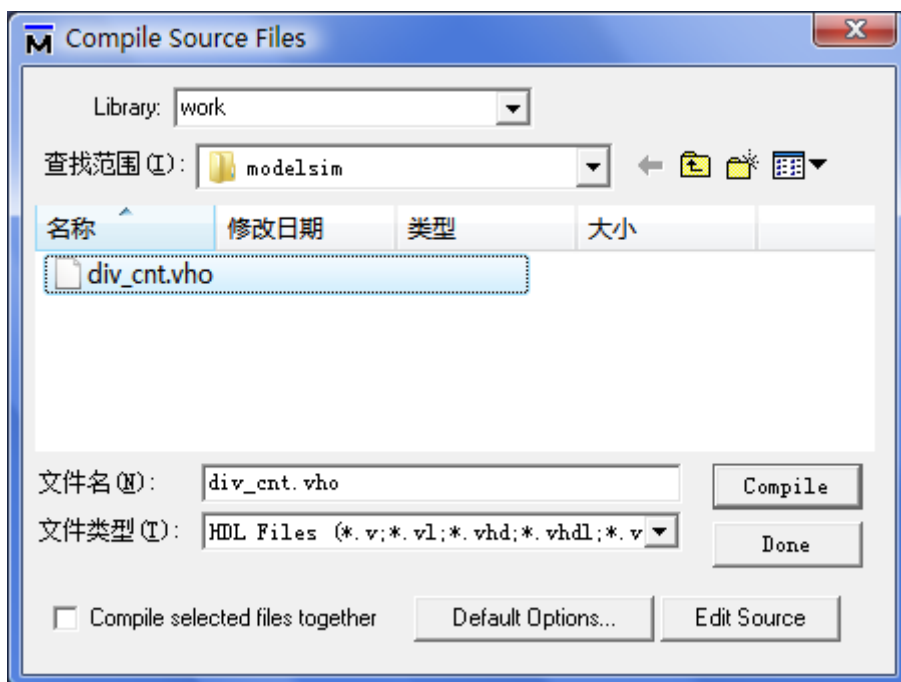 Compile Source Files
Library: work
查找范围(I): modelsim
名称 修改日期 类型 大小
div_cnt.vho
文件名(N): div_cnt.vho Compile
文件类型(T): HDL Files (*.v;*.vl;*.vhd;*.vhdl;*.v Done
Compile selected files together Default Options... Edit Source